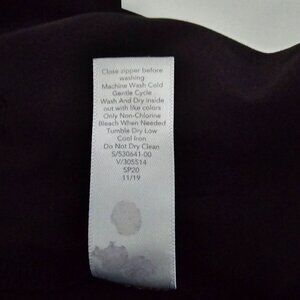 Close zipper before
washing
Machine Wash Cold
Gentle Cycle
Wash And Dry inside
out with like colors
Only Non-Chlorine
Bleach When Needed
Tumble Dry Low
Cool Iron
Do Not Dry Clean
S/530641-00
V/305514
SP20
11/19